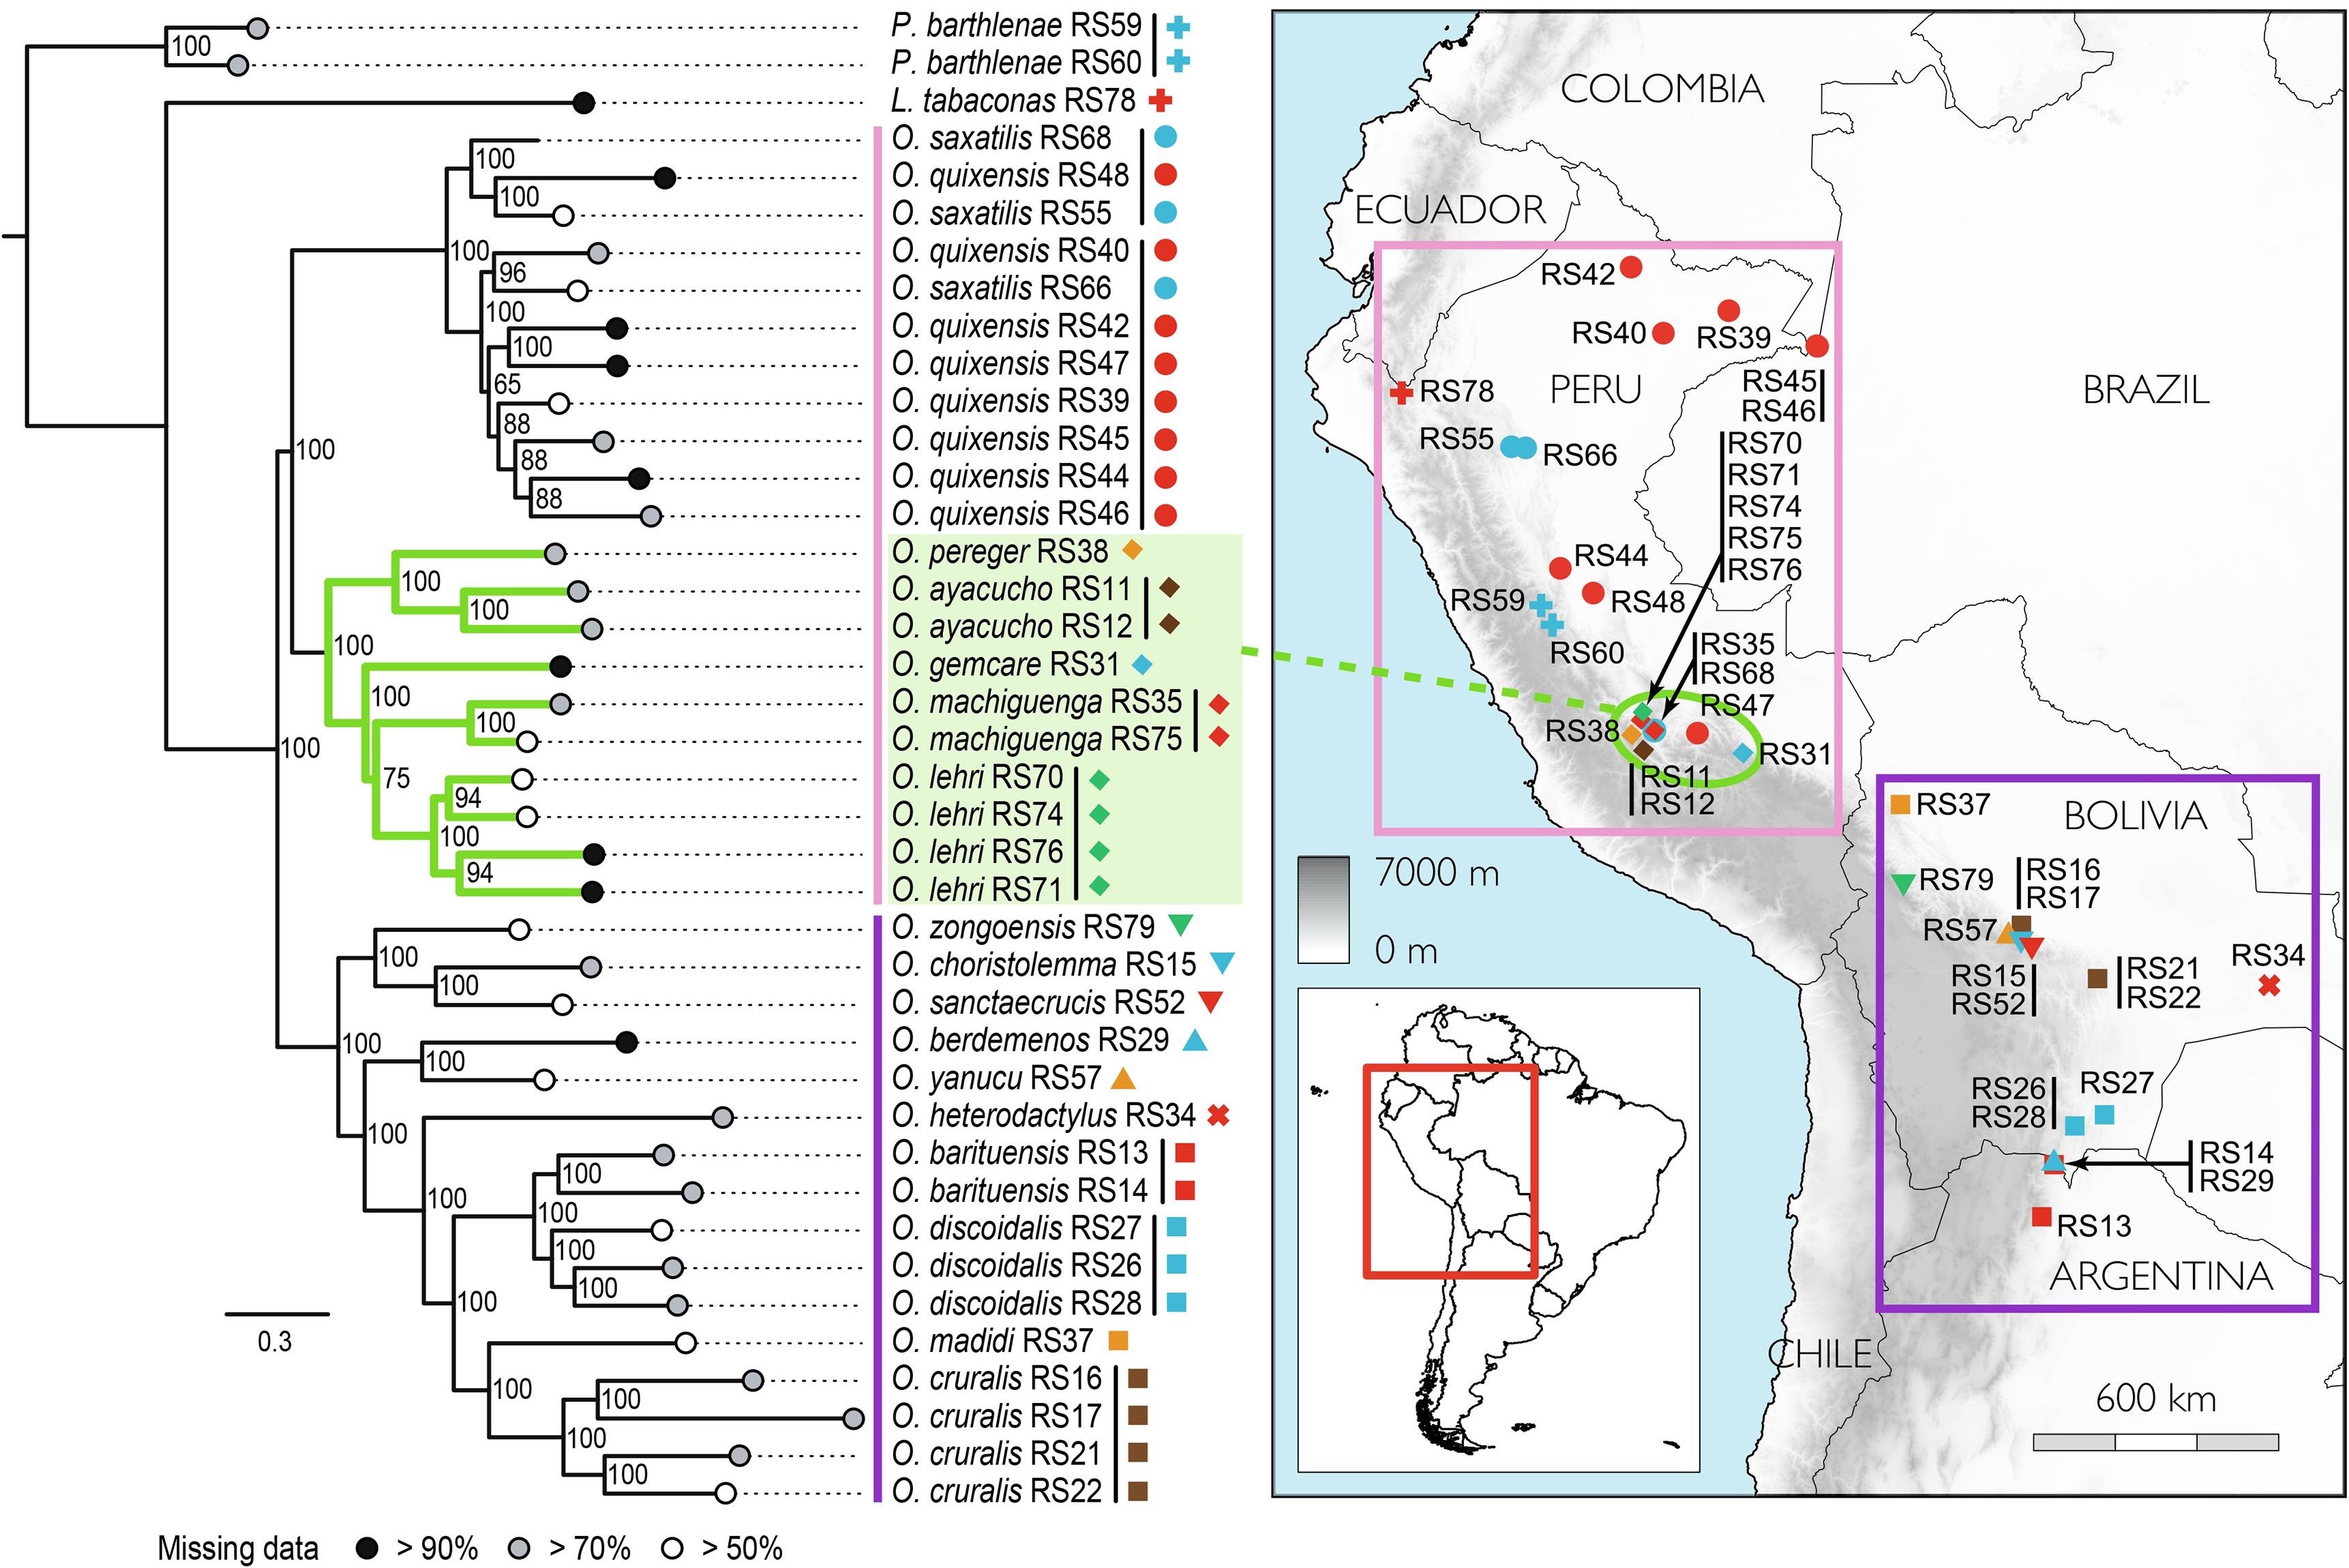 P. barthlenae RS59
100
P. barthlenae RS60
L. tabaconas RS78
O. saxatilis RS68
100
O. quixensis RS48
100
O. saxatilis RS55
100
O. quixensis RS40
96
O. saxatilis RS66
100
O. quixensis RS42
100
O. quixensis RS47
65
O. quixensis RS39
88
O. quixensis RS45
100
88
O. quixensis RS44
88
O. quixensis RS46
O. pereger RS38
100
O. ayacucho RS11
100
O. ayacucho RS12
100
O. gemcare RS31
100
O. machiguenga RS35
100
O. machiguenga RS75
100
75
O. lehri RS70
94
O. lehri RS74
100
O. lehri RS76
94
O. lehri RS71
O. zongoensis RS79
100
O. choristolemma RS15
100
O. sanctaecrucis RS52
100
O. berdemenos RS29
100
O. yanucu RS57
100
O. heterodactylus RS34
O. barituensis RS13
100
O. barituensis RS14
100
100
O. discoidalis RS27
100
O. discoidalis RS26
100
O. discoidalis RS28
100
O. madidi RS37
100
O. cruralis RS16
100
O. cruralis RS17
100
O. cruralis RS21
100
O. cruralis RS22
0.3
Missing data > 90% > 70% > 50%
COLOMBIA
ECUADOR
RS42
RS40
RS39
RS45
RS46
RS78
PERU
BRAZIL
RS55
RS66
RS70
RS71
RS74
RS75
RS76
RS44
RS59
RS48
RS60
RS35
RS68
RS47
RS38
RS31
RS11
RS12
RS37
BOLIVIA
7000 m
0 m
RS79
RS16
RS17
RS57
RS34
RS15
RS52
RS21
RS22
RS26
RS28
RS27
RS14
RS29
RS13
ARGENTINA
CHILE
600 km